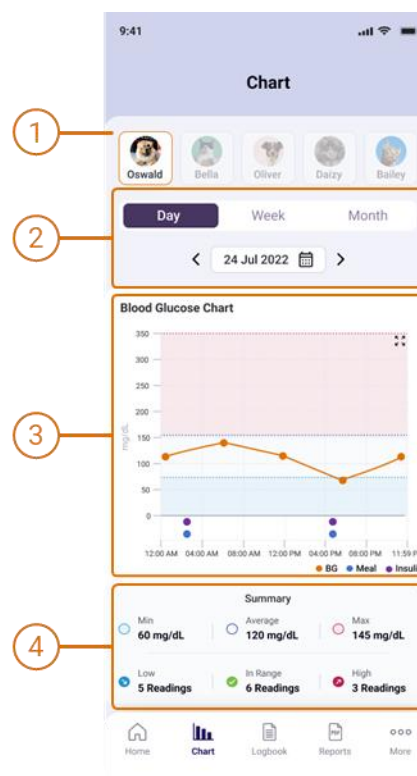 9:41
Chart
1
Oswald Bella Oliver Daizy Bailey
2
Day Week Month
24 Jul 2022
3
Blood Glucose Chart
350
300
250
200
150
100
50
0
mg/dL
12:00 AM 04:00 AM 08:00 AM 12:00 PM 04:00 PM 08:00 PM 11:59 P
BG Meal Insuli
4
Summary
Min Average Max
60 mg/dL 120 mg/dL 145 mg/dL
Low In Range High
5 Readings 6 Readings 3 Readings
PDF
Home Chart Logbook Reports More